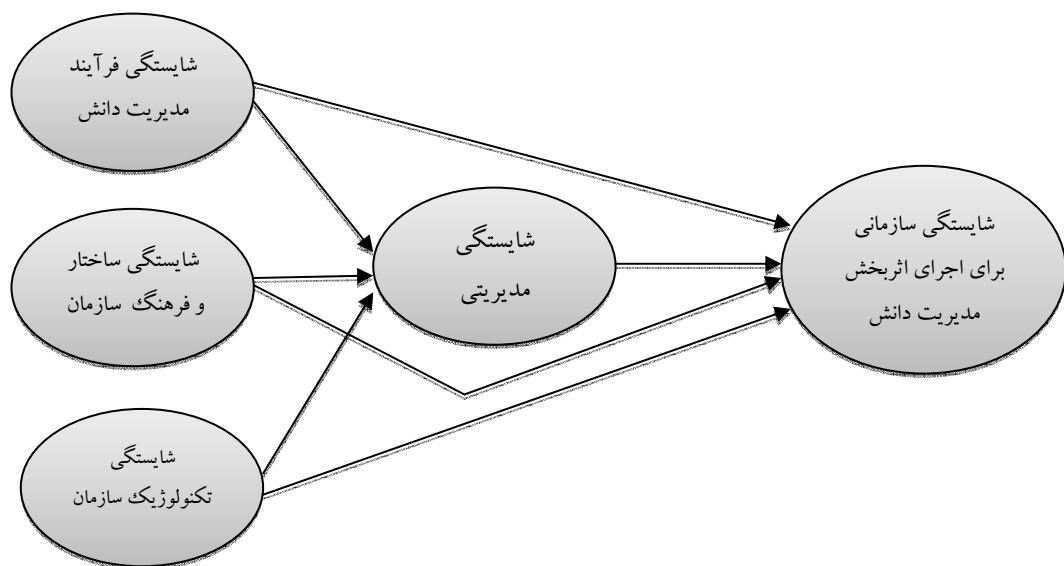 شایستگی فرآیند
مدیریت دانش
شایستگی ساختار
و فرهنگ سازمان
شایستگی
تکنولوژیک سازمان
شایستگی
مدیریتی
شایستگی سازمانی
برای اجرای اثربخش
مدیریت دانش